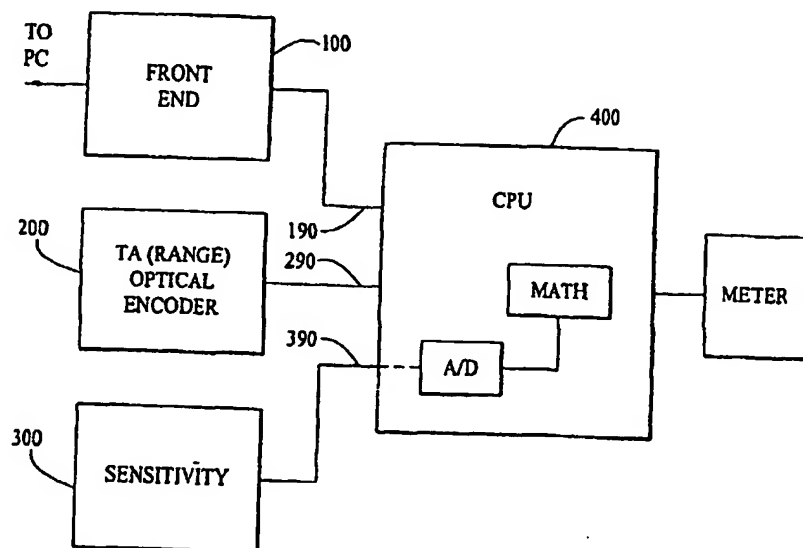 TO
PC
FRONT
END
100
400
CPU
190
200
TA (RANGE)
OPTICAL
ENCODER
290
MATH
METER
390
A/D
300
SENSITIVITY